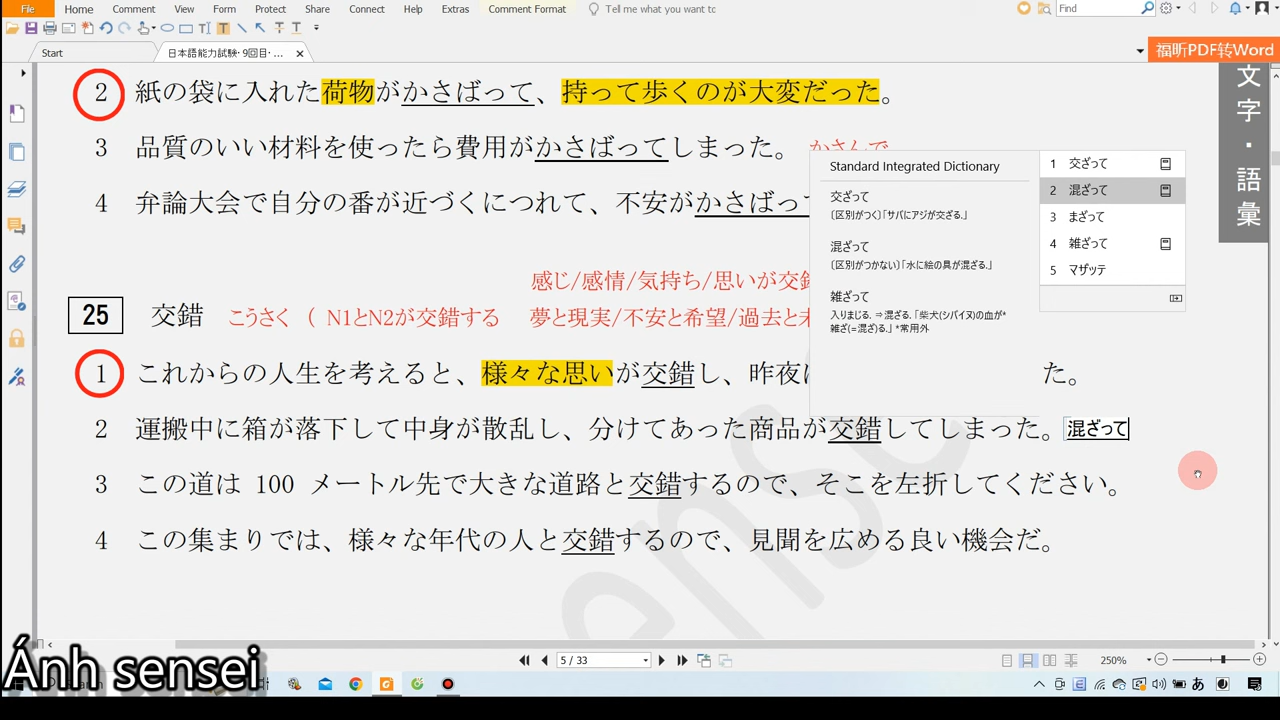 File Home Comment View Form Protect Share Connect Help Extras Comment Format Tell me what you want to Find
Start 日本語能力試験・9回目・...
福昕PDF转Word
文字・語彙
2 紙の袋に入れた荷物がかさばって、持って歩くのが大変だった。
3 品質のいい材料を使ったら費用がかさばってしまった。 かさんで
4 弁論大会で自分の番が近づくにつれて、不安がかさばって
Standard Integrated Dictionary
交ざって
〔区別がつく〕「サバにアジが交ざる.」
混ざって
〔区別がつかない〕「水に絵の具が混ざる.」
雑ざって
入りまじる. ⇒混ざる. 「柴犬(シバイヌ)の血が*
雑ざ(=混ざ)る.」 *常用外
1 交ざって
2 混ざって
3 まざって
4 雑ざって
5 マザッテ
感じ/感情/気持ち/思いが交錯
25 交錯 こうさく ( N1とN2が交錯する 夢と現実/不安と希望/過去と未
1 これからの人生を考えると、様々な思いが交錯し、昨夜は た。
2 運搬中に箱が落下して中身が散乱し、分けてあった商品が交錯してしまった。 混ざって
3 この道は 100 メートル先で大きな道路と交錯するので、そこを左折してください。
4 この集まりでは、様々な年代の人と交錯するので、見聞を広める良い機会だ。
ense
5 / 33
250%
Ánh sensei
あ